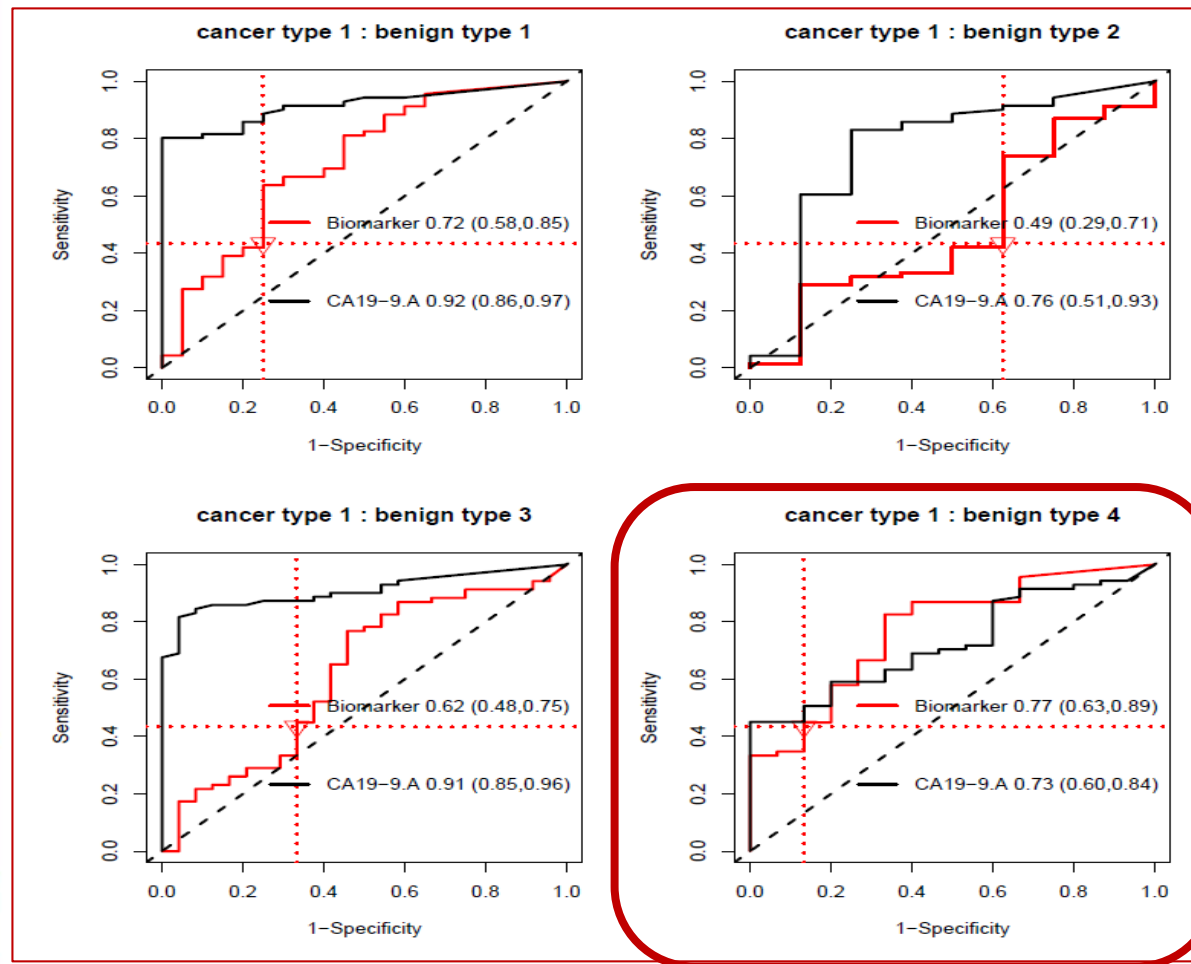 cancer type 1 : benign type 1
Sensitivity
0.0 0.2 0.4 0.6 0.8 1.0
Biomarker 0.72 (0.58,0.85)
CA19−9.A 0.92 (0.86,0.97)
0.0 0.2 0.4 0.6 0.8 1.0
1−Specificity
cancer type 1 : benign type 2
Sensitivity
0.0 0.2 0.4 0.6 0.8 1.0
Biomarker 0.49 (0.29,0.71)
CA19−9.A 0.76 (0.51,0.93)
0.0 0.2 0.4 0.6 0.8 1.0
1−Specificity
cancer type 1 : benign type 3
Sensitivity
0.0 0.2 0.4 0.6 0.8 1.0
Biomarker 0.62 (0.48,0.75)
CA19−9.A 0.91 (0.85,0.96)
0.0 0.2 0.4 0.6 0.8 1.0
1−Specificity
cancer type 1 : benign type 4
Sensitivity
0.0 0.2 0.4 0.6 0.8 1.0
Biomarker 0.77 (0.63,0.89)
CA19−9.A 0.73 (0.60,0.84)
0.0 0.2 0.4 0.6 0.8 1.0
1−Specificity